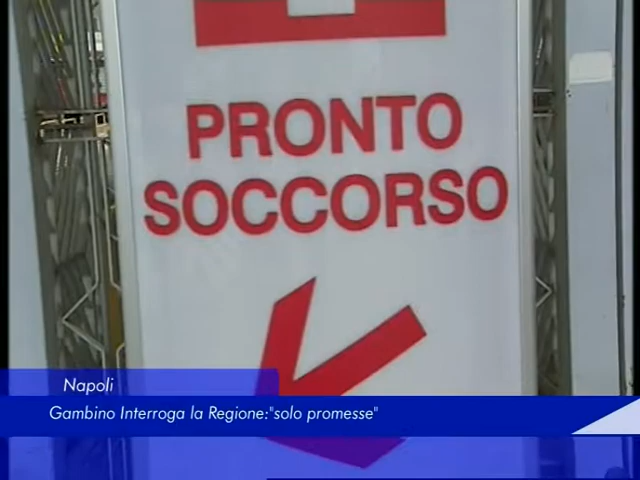 PRONTO
SOCCORSO
Napoli
Gambino Interroga la Regione:"solo promesse"